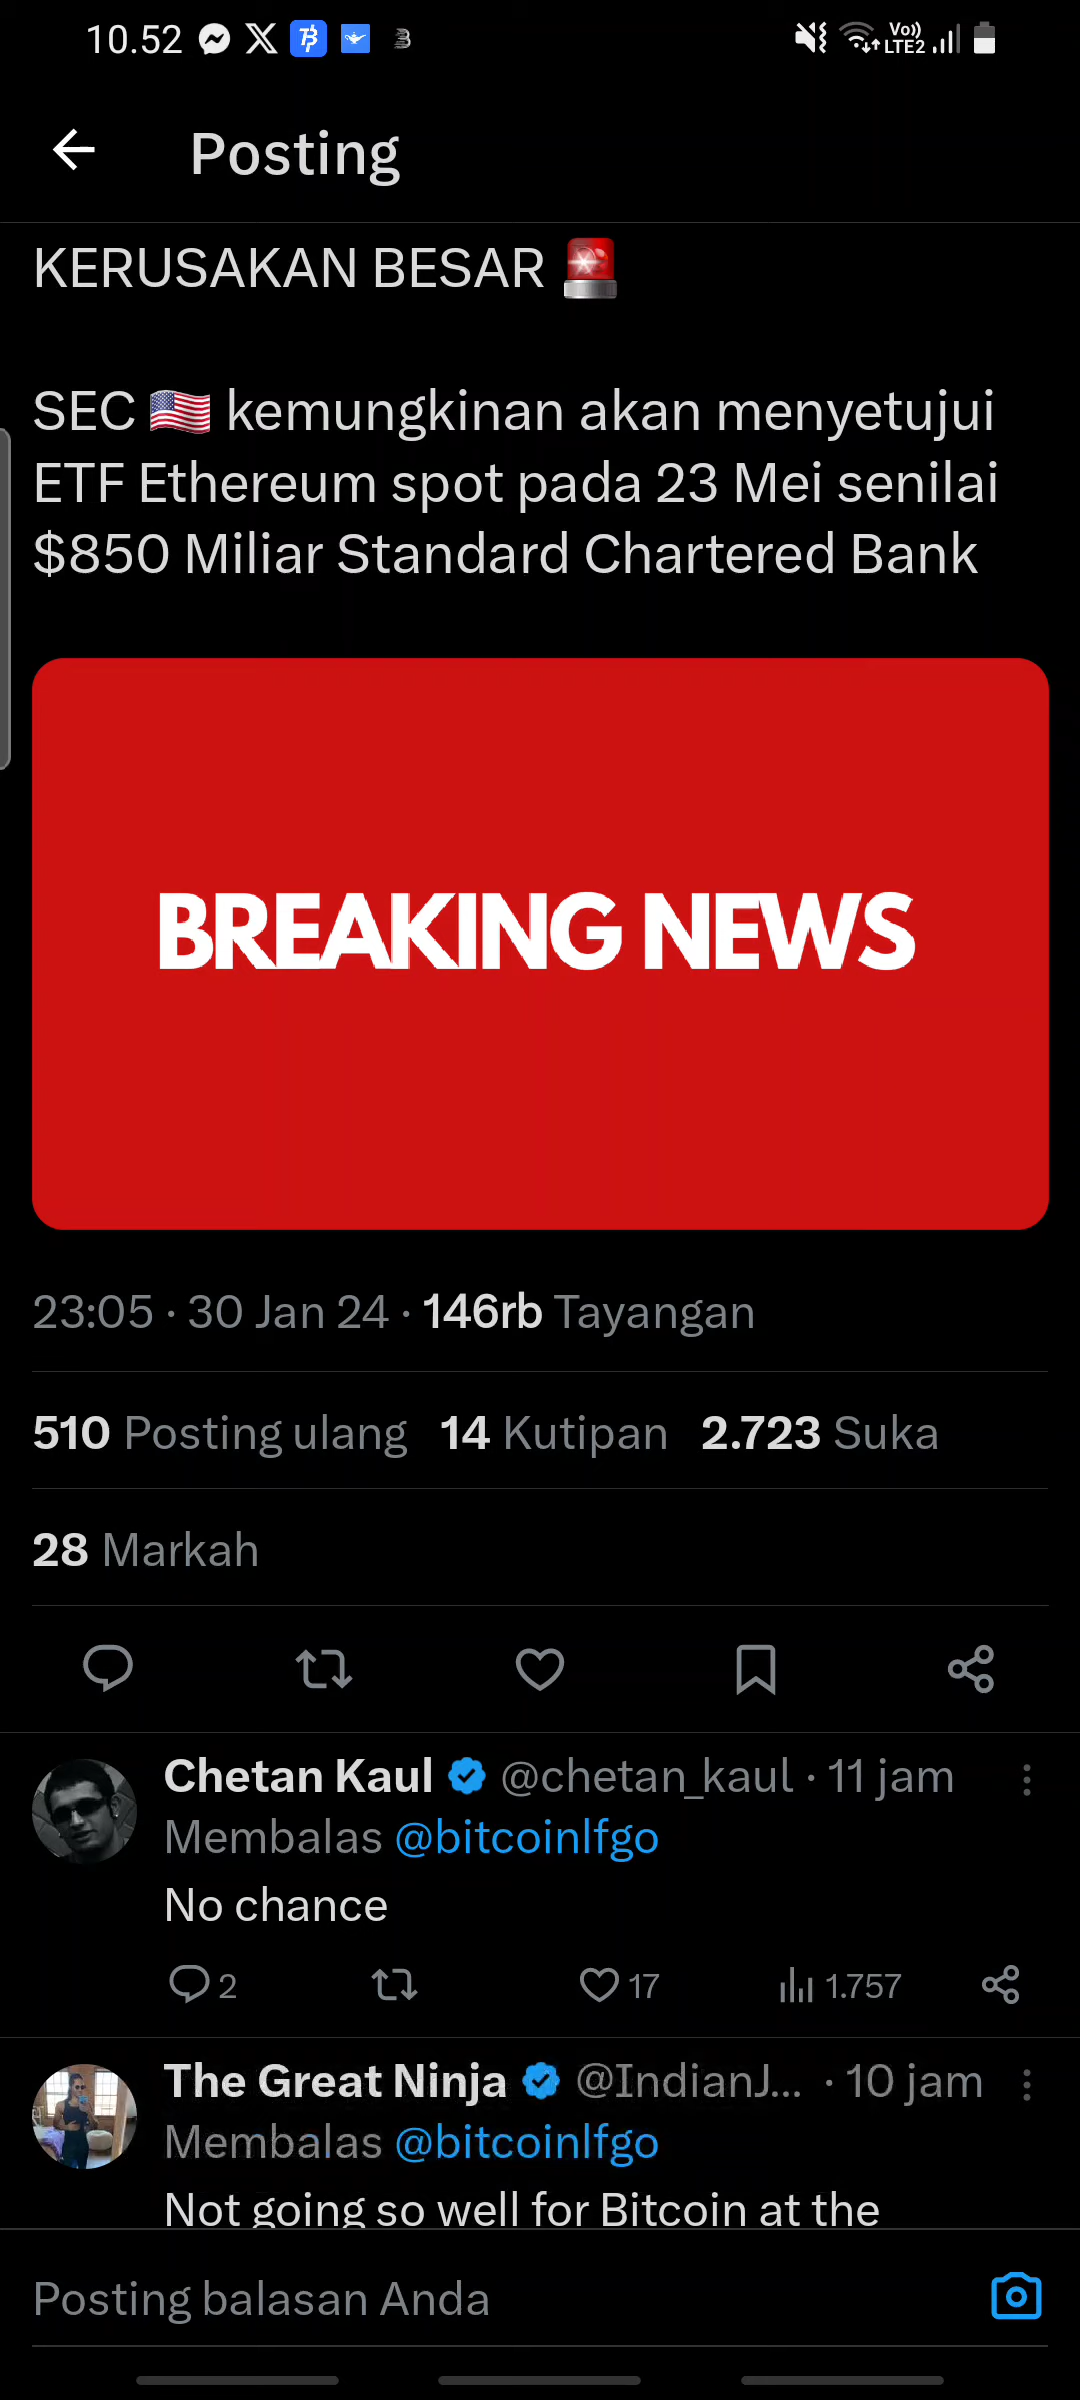 10.52
Vo)) LTE2
Posting
KERUSAKAN BESAR 🚨
SEC 🇺🇸 kemungkinan akan menyetujui
ETF Ethereum spot pada 23 Mei senilai
$850 Miliar Standard Chartered Bank
BREAKING NEWS
23:05 · 30 Jan 24 · 146rb Tayangan
510 Posting ulang 14 Kutipan 2.723 Suka
28 Markah
Chetan Kaul @chetan_kaul · 11 jam
Membalas @bitcoinlfgo
No chance
2 17 1.757
The Great Ninja @IndianJ... · 10 jam
Membalas @bitcoinlfgo
Not going so well for Bitcoin at the
Posting balasan Anda